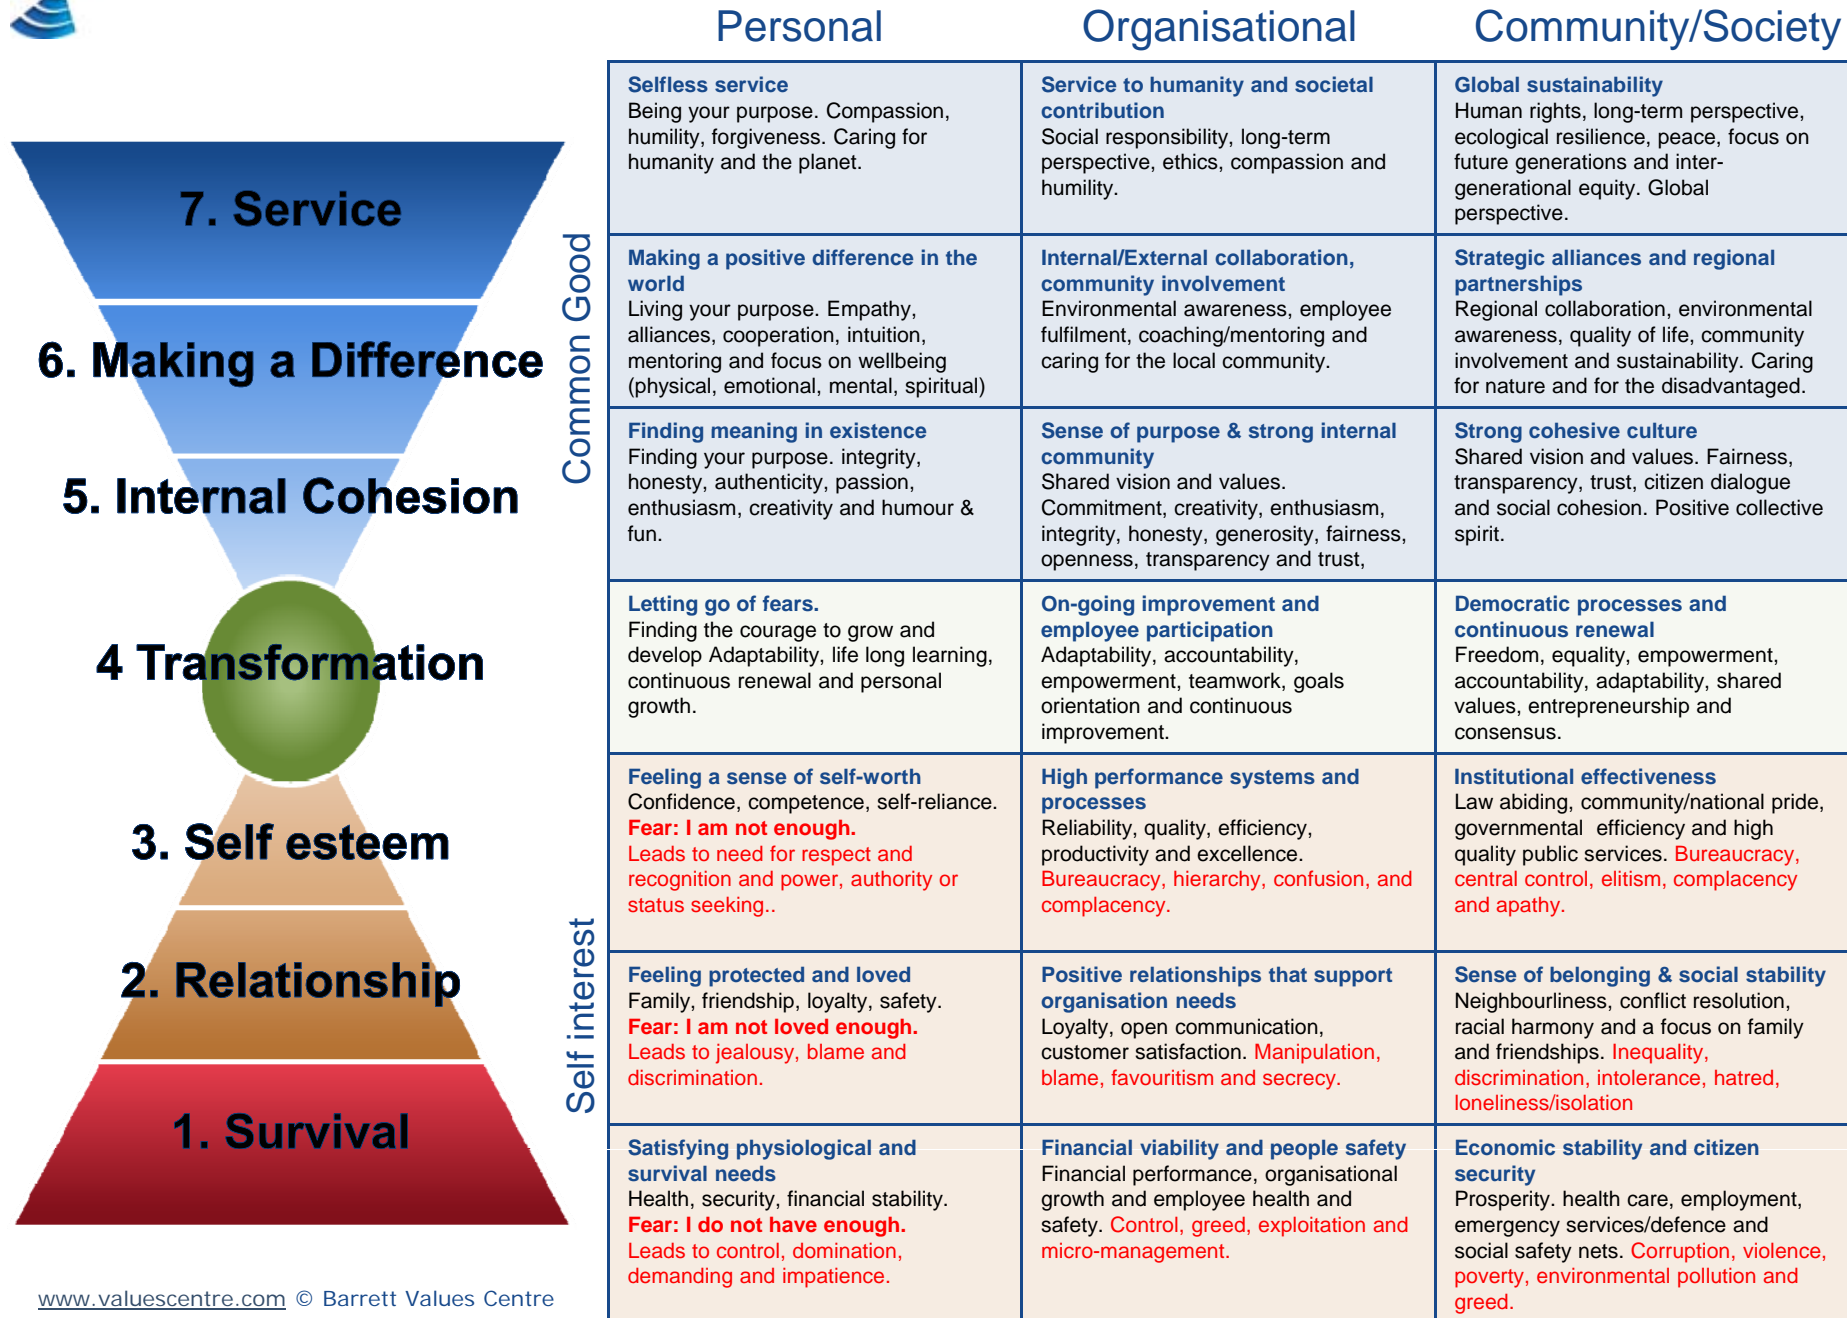 Personal
Organisational
Community/Society
7. Service
6. Making a Difference
5. Internal Cohesion
4 Transformation
3. Self esteem
2. Relationship
1. Survival
Common Good
Self interest
Selfless service
Being your purpose. Compassion,
humility, forgiveness. Caring for
humanity and the planet.
Service to humanity and societal
contribution
Social responsibility, long-term
perspective, ethics, compassion and
humility.
Global sustainability
Human rights, long-term perspective,
ecological resilience, peace, focus on
future generations and inter-
generational equity. Global
perspective.
Making a positive difference in the
world
Living your purpose. Empathy,
alliances, cooperation, intuition,
mentoring and focus on wellbeing
(physical, emotional, mental, spiritual)
Internal/External collaboration,
community involvement
Environmental awareness, employee
fulfilment, coaching/mentoring and
caring for the local community.
Strategic alliances and regional
partnerships
Regional collaboration, environmental
awareness, quality of life, community
involvement and sustainability. Caring
for nature and for the disadvantaged.
Finding meaning in existence
Finding your purpose. integrity,
honesty, authenticity, passion,
enthusiasm, creativity and humour &
fun.
Sense of purpose & strong internal
community
Shared vision and values.
Commitment, creativity, enthusiasm,
integrity, honesty, generosity, fairness,
openness, transparency and trust,
Strong cohesive culture
Shared vision and values. Fairness,
transparency, trust, citizen dialogue
and social cohesion. Positive collective
spirit.
Letting go of fears.
Finding the courage to grow and
develop Adaptability, life long learning,
continuous renewal and personal
growth.
On-going improvement and
employee participation
Adaptability, accountability,
empowerment, teamwork, goals
orientation and continuous
improvement.
Democratic processes and
continuous renewal
Freedom, equality, empowerment,
accountability, adaptability, shared
values, entrepreneurship and
consensus.
Feeling a sense of self-worth
Confidence, competence, self-reliance.
Fear: I am not enough.
Leads to need for respect and
recognition and power, authority or
status seeking..
High performance systems and
processes
Reliability, quality, efficiency,
productivity and excellence.
Bureaucracy, hierarchy, confusion, and
complacency.
Institutional effectiveness
Law abiding, community/national pride,
governmental efficiency and high
quality public services. Bureaucracy,
central control, elitism, complacency
and apathy.
Feeling protected and loved
Family, friendship, loyalty, safety.
Fear: I am not loved enough.
Leads to jealousy, blame and
discrimination.
Positive relationships that support
organisation needs
Loyalty, open communication,
customer satisfaction. Manipulation,
blame, favouritism and secrecy.
Sense of belonging & social stability
Neighbourliness, conflict resolution,
racial harmony and a focus on family
and friendships. Inequality,
discrimination, intolerance, hatred,
loneliness/isolation
Satisfying physiological and
survival needs
Health, security, financial stability.
Fear: I do not have enough.
Leads to control, domination,
demanding and impatience.
Financial viability and people safety
Financial performance, organisational
growth and employee health and
safety. Control, greed, exploitation and
micro-management.
Economic stability and citizen
security
Prosperity. health care, employment,
emergency services/defence and
social safety nets. Corruption, violence,
poverty, environmental pollution and
greed.
www.valuescentre.com © Barrett Values Centre